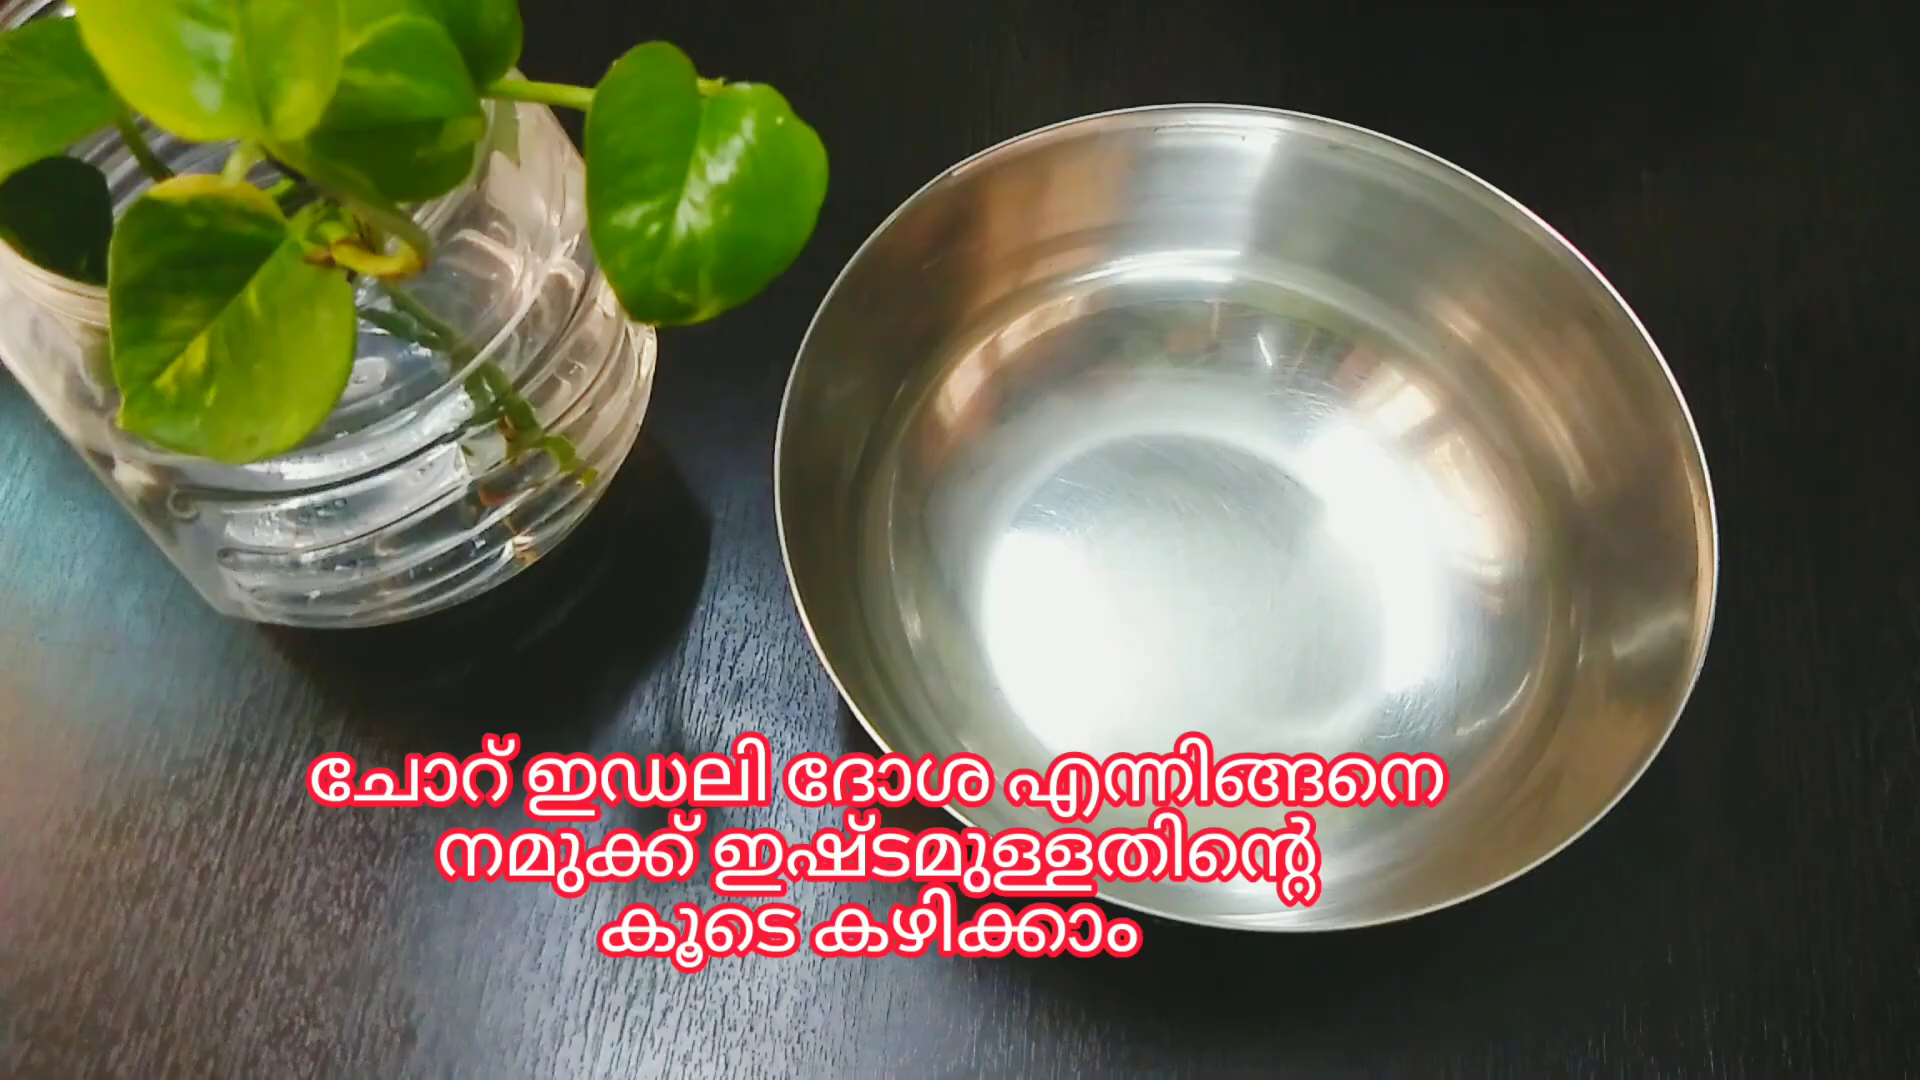 ചോറ് ഇഡലി ദോശ എന്നിങ്ങനെ
നമുക്ക് ഇഷ്ടമുള്ളതിന്റെ
കൂടെ കഴിക്കാം